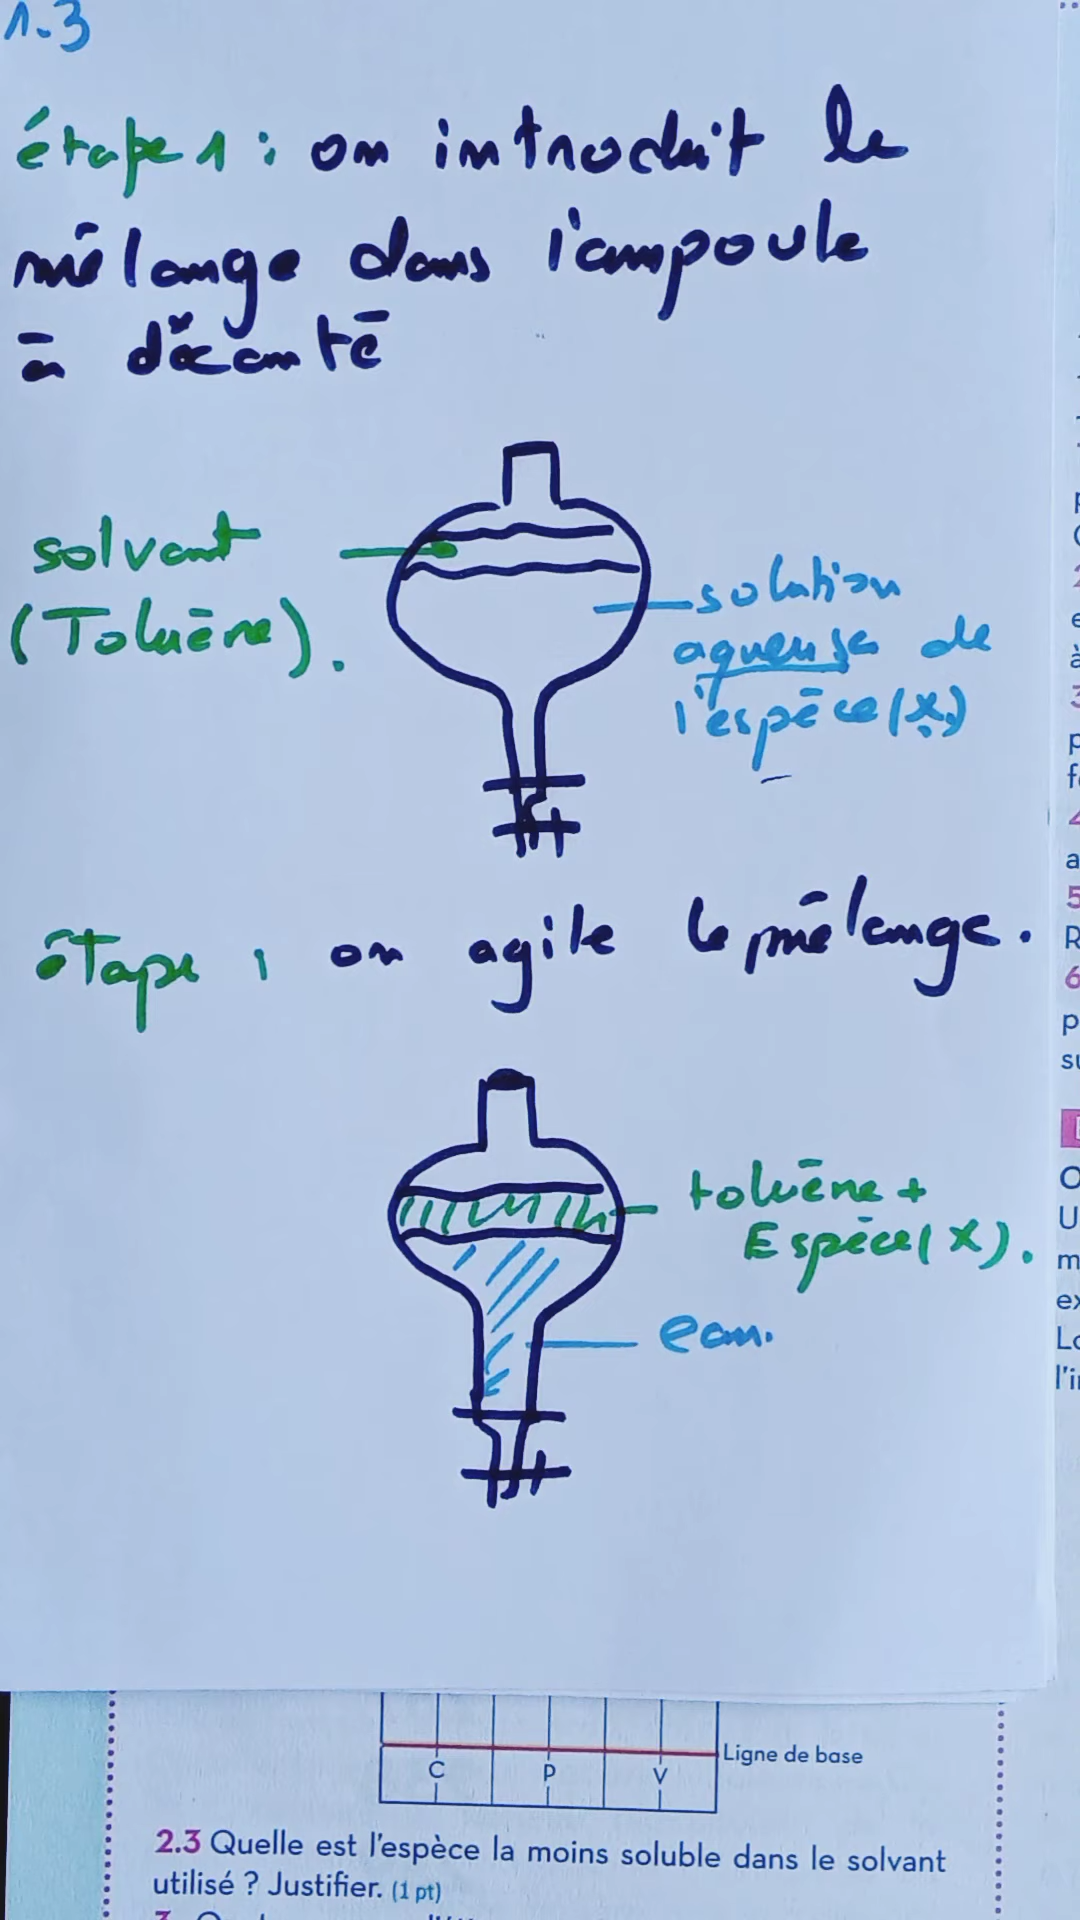 1.3
étape 1 : on introduit le
mélange dans l'ampoule
à décanté
solvant
(Toluène).
solution
aqueuse de
l'espèce (x)
étape : on agite le mélange.
toluène +
Espèce (X).
eau.
C P V
Ligne de base
2.3 Quelle est l'espèce la moins soluble dans le solvant
utilisé ? Justifier. (1 pt)